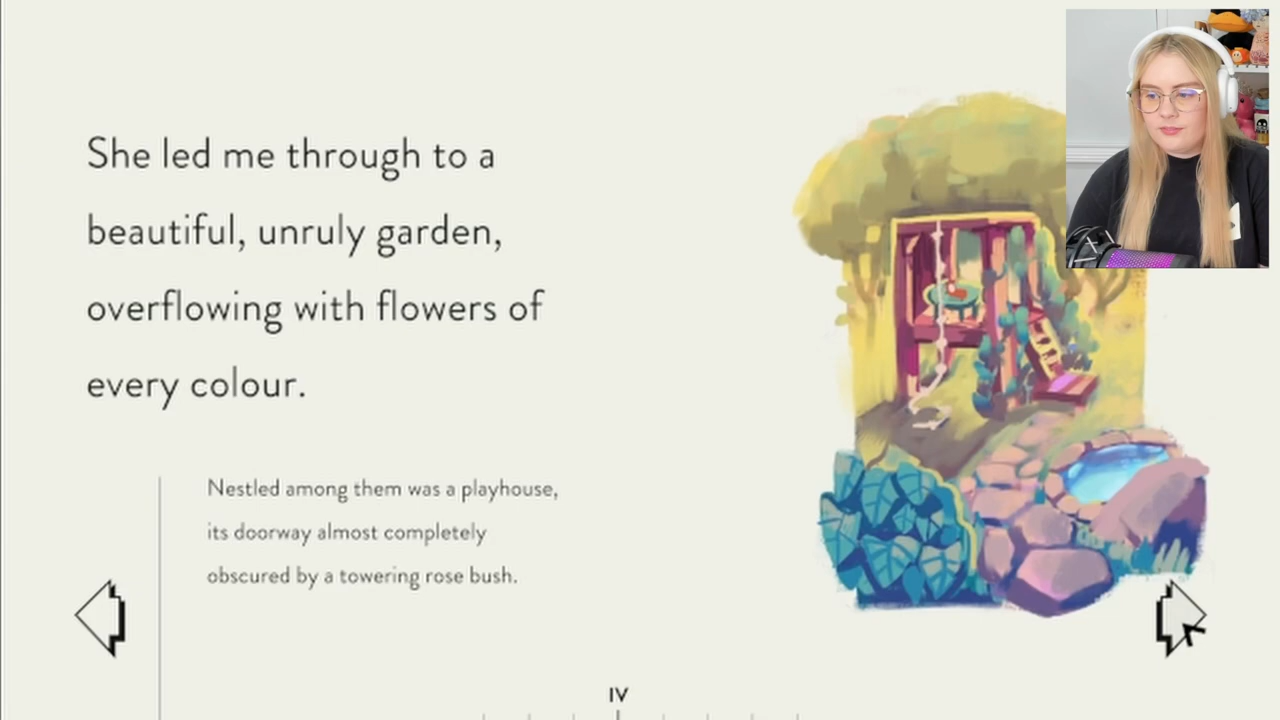 She led me through to a
beautiful, unruly garden,
overflowing with flowers of
every colour.
Nestled among them was a playhouse,
its doorway almost completely
obscured by a towering rose bush.
IV